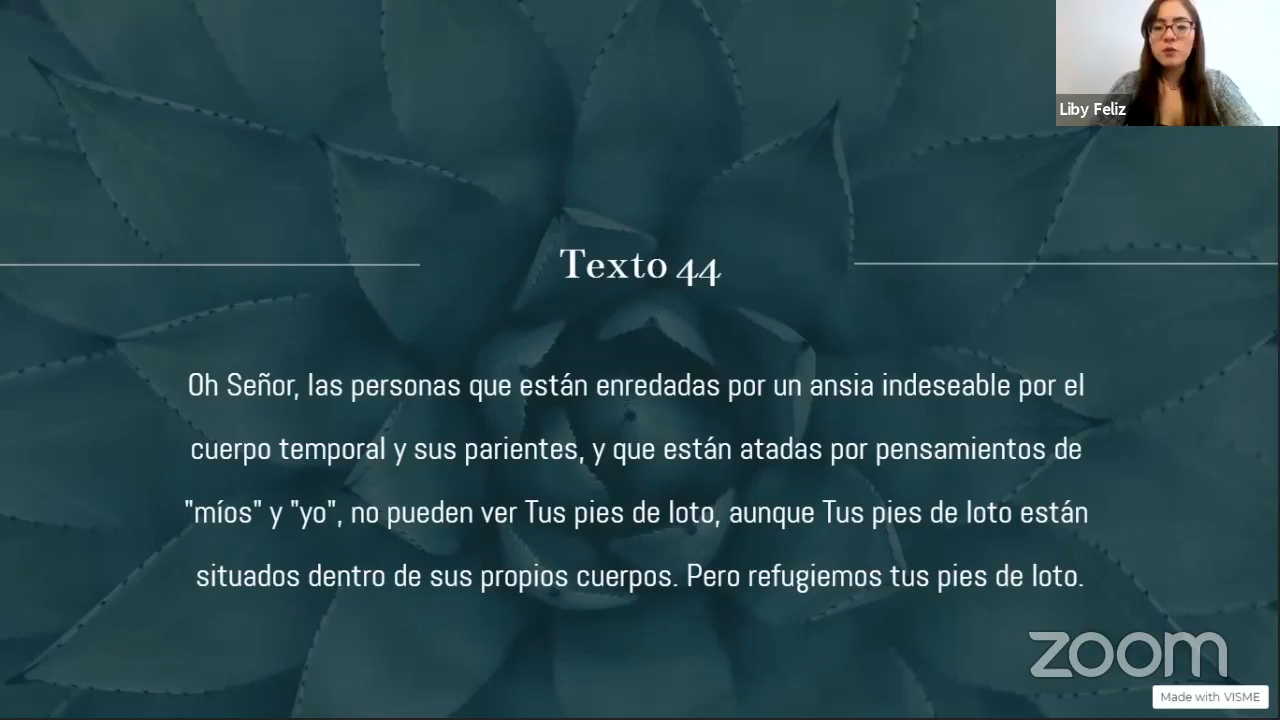 Liby Feliz
Texto 44
Oh Señor, las personas que están enredadas por un ansia indeseable por el
cuerpo temporal y sus parientes, y que están atadas por pensamientos de
"míos" y "yo", no pueden ver Tus pies de loto, aunque Tus pies de loto están
situados dentro de sus propios cuerpos. Pero refugiemos tus pies de loto.
zoom
Made with VISME